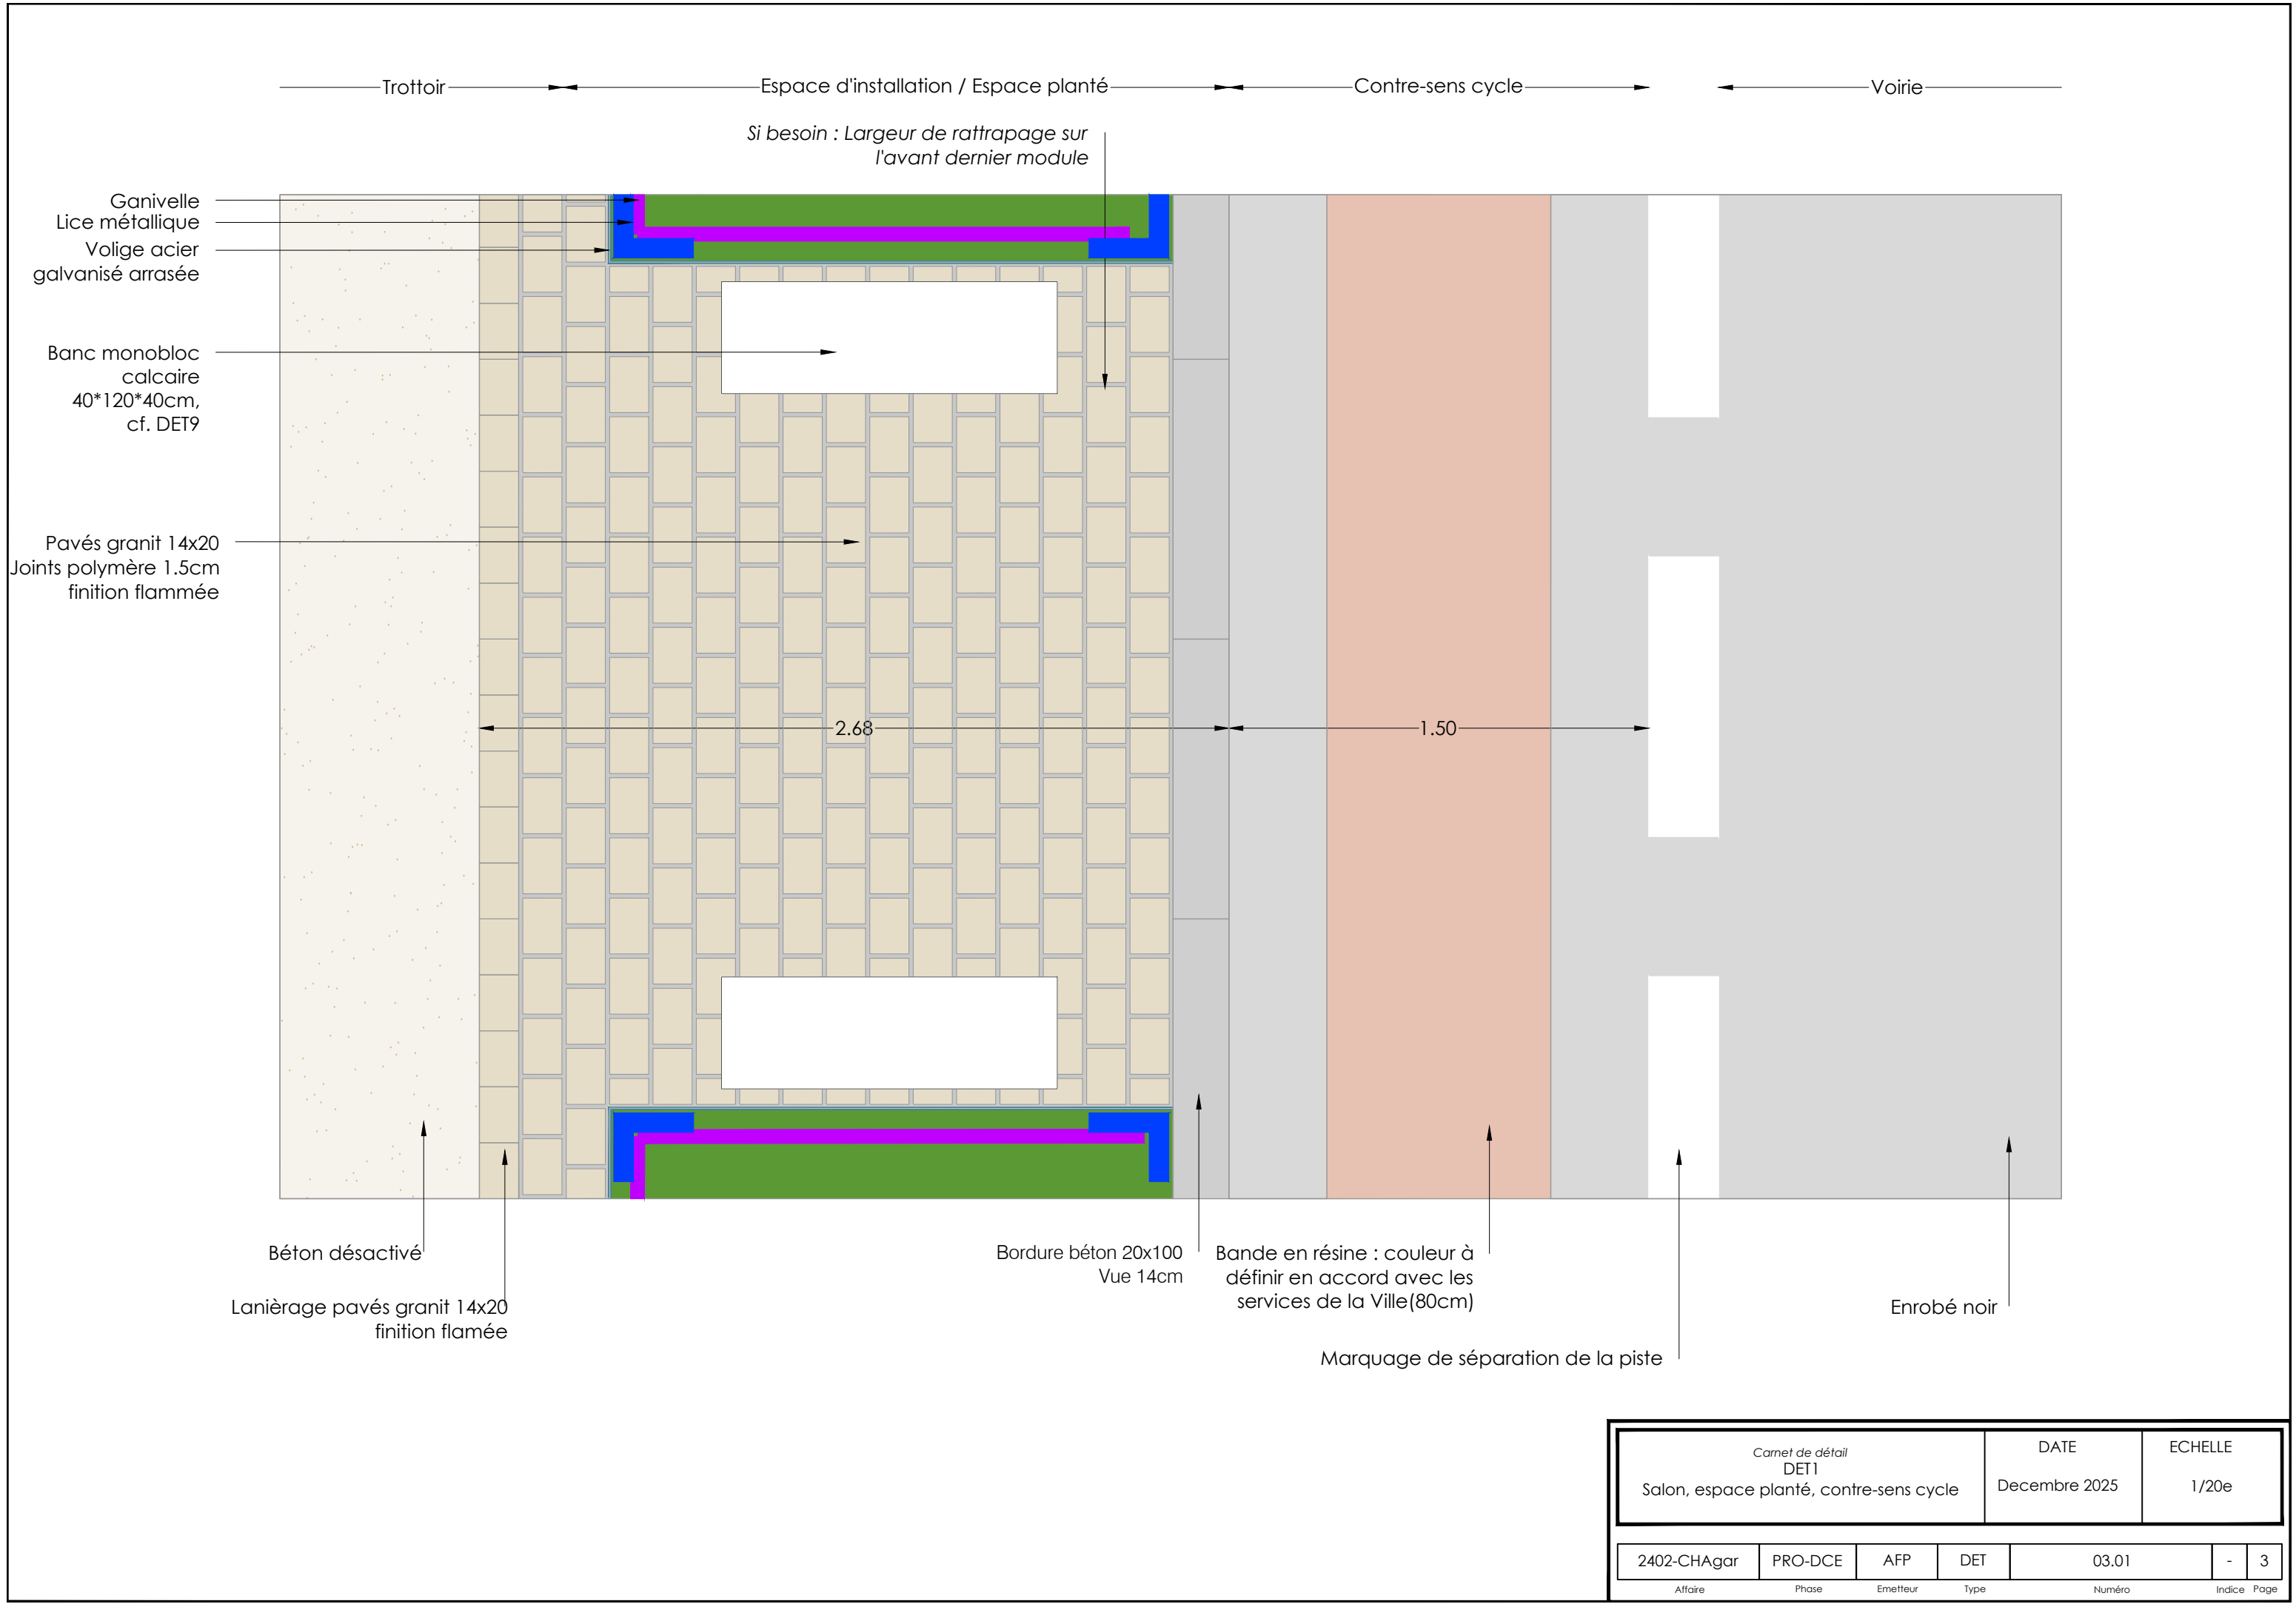 Trottoir
Espace d'installation / Espace planté
Contre-sens cycle
Voirie
Si besoin : Largeur de rattrapage sur
l'avant dernier module
Ganivelle
Lice métallique
Volige acier
galvanisé arrasée
Banc monobloc
calcaire
40*120*40cm,
cf. DET9
Pavés granit 14x20
Joints polymère 1.5cm
finition flammée
2.68
1.50
Béton désactivé
Lanièrage pavés granit 14x20
finition flamée
Bordure béton 20x100
Vue 14cm
Bande en résine : couleur à
définir en accord avec les
services de la Ville(80cm)
Marquage de séparation de la piste
Enrobé noir
Carnet de détail
DET1
Salon, espace planté, contre-sens cycle
DATE
Decembre 2025
ECHELLE
1/20e
2402-CHAgar
PRO-DCE
AFP
DET
03.01
-
3
Affaire
Phase
Emetteur
Type
Numéro
Indice
Page